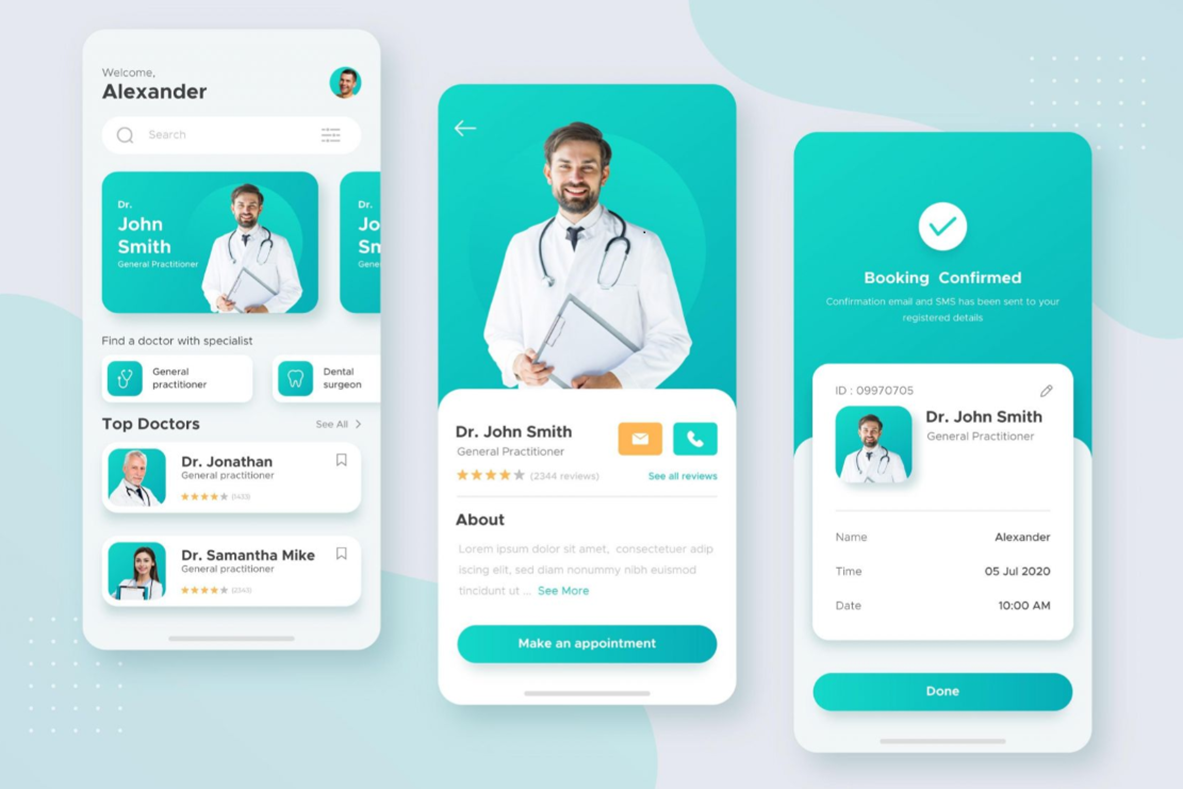 Welcome,
Alexander
Search
Dr.
John
Smith
General Practitioner
Dr.
Jo
Sm
Gene
Find a doctor with specialist
General
practitioner
Dental
surgeon
Top Doctors
See All
Dr. Jonathan
General practitioner
Dr. Samantha Mike
General practitioner
Dr. John Smith
General Practitioner
(2344 reviews)
See all reviews
About
Lorem ipsum dolor sit amet, consectetuer adip
iscing elit, sed diam nonummy nibh euismod
tincidunt ut ... See More
Make an appointment
Booking Confirmed
Confirmation email and SMS has been sent to your
registered details
ID : 09970705
Dr. John Smith
General Practitioner
Name Alexander
Time 05 Jul 2020
Date 10:00 AM
Done